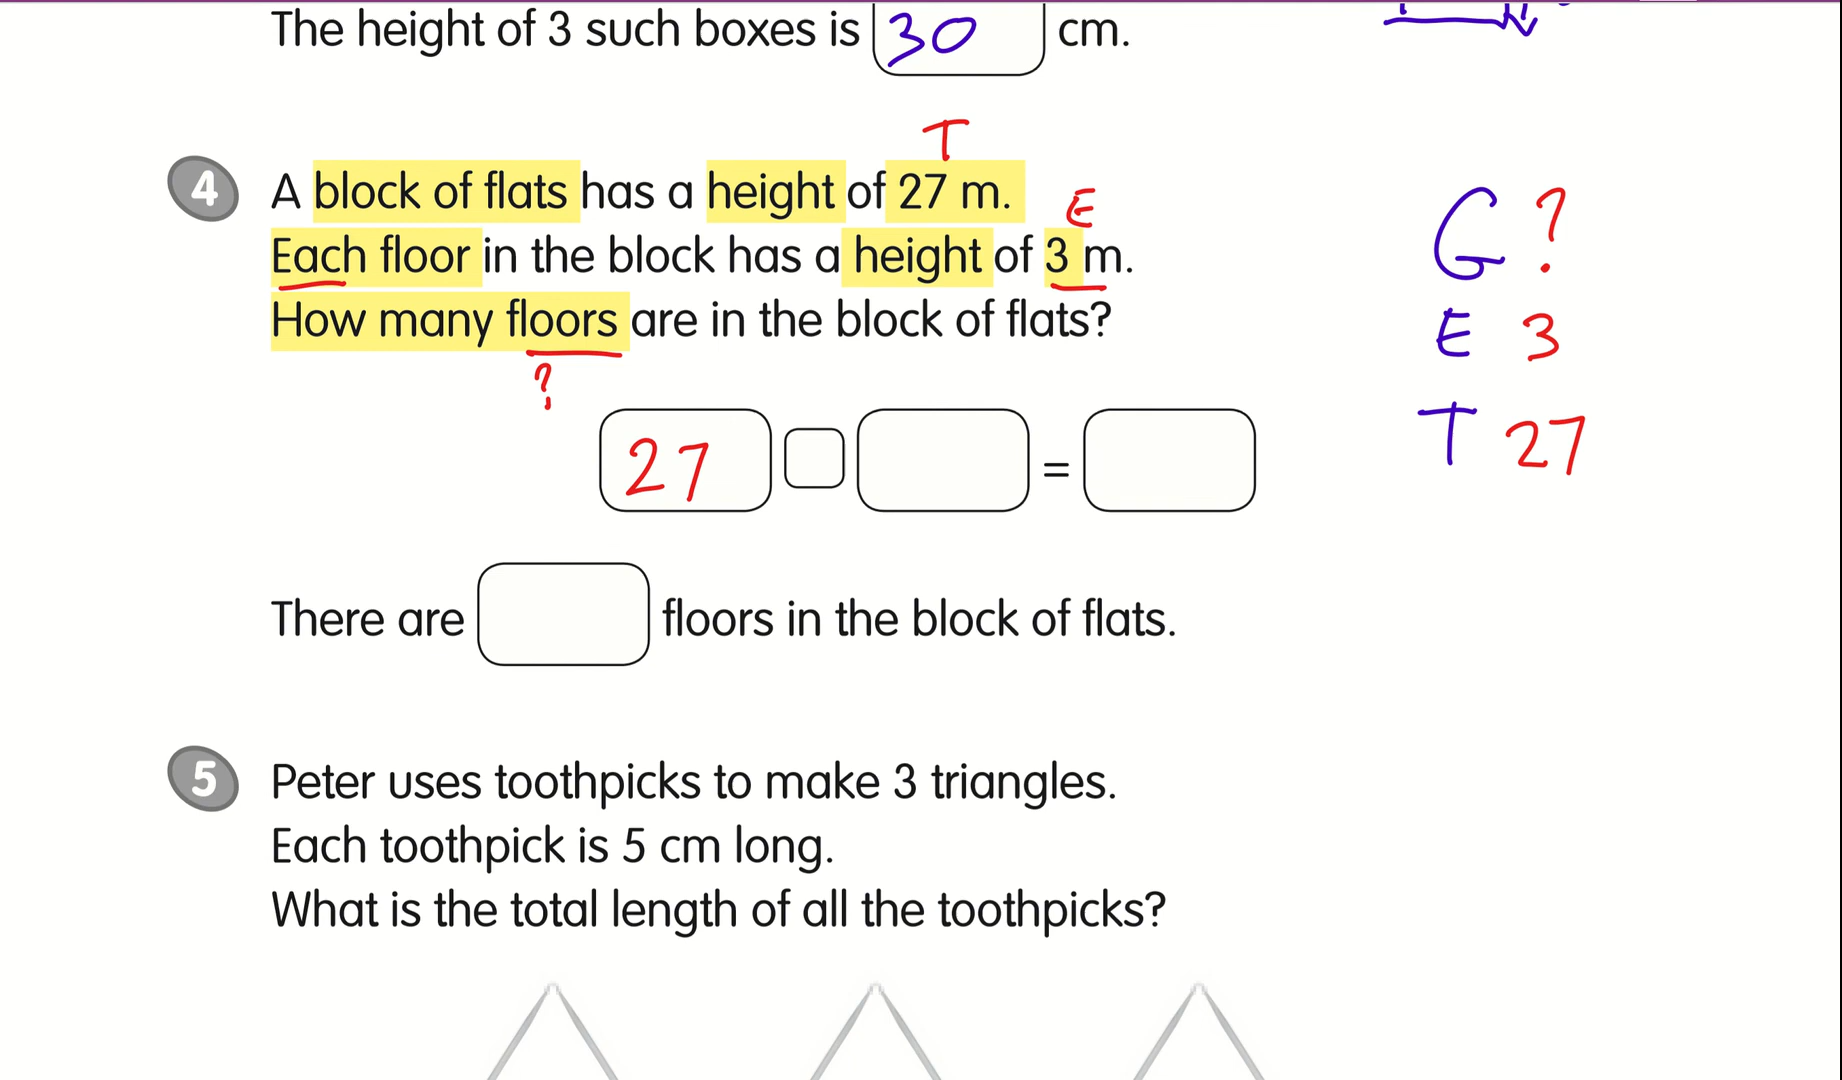 The height of 3 such boxes is 30 cm.
T
4 A block of flats has a height of 27 m.
E
Each floor in the block has a height of 3 m.
How many floors are in the block of flats?
?
G ?
E 3
T 27
27 =
There are floors in the block of flats.
5 Peter uses toothpicks to make 3 triangles.
Each toothpick is 5 cm long.
What is the total length of all the toothpicks?